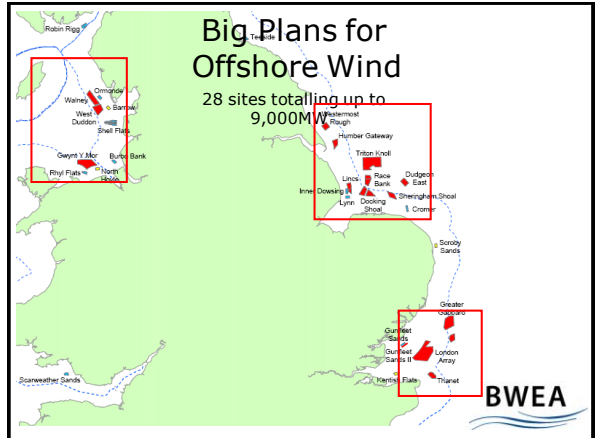 Big Plans for
Offshore Wind
28 sites totalling up to
9,000MW
Robin Rigg
Teeside
Ormonde
Walney
Barrow
West
Duddon
Shell Flats
Gwynt Y Mor
Burbo Bank
Rhyl Flats
North
Hoyle
Westermost
Rough
Humber Gateway
Triton Knoll
Lincs
Race
Bank
Dudgeon
East
Inner Dowsing
Sheringham Shoal
Lynn
Docking
Shoal
Cromer
Scroby
Sands
Greater
Gabbard
Gunfleet
Sands
Gunfleet
Sands II
London
Array
Kentish Flats
Thanet
Scarweather Sands
BWEA